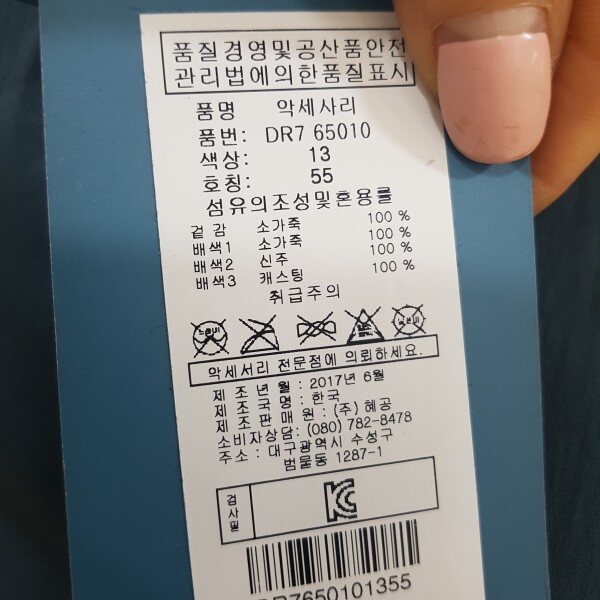 품질경영및공산품안전
관리법에의한품질표시
품명 악세사리
품번: DR7 65010
색상: 13
호칭: 55
섬유의조성및혼용률
겉 감 소가죽 100 %
배색1 소가죽 100 %
배색2 신주 100 %
배색3 캐스팅 100 %
취급주의
악세서리 전문점에 의뢰하세요.
제 조 년 월 : 2017년 6월
제 조 국 명 : 한국
제 조 판 매 원 : (주) 혜공
소비자상담: (080) 782-8478
주소 : 대구광역시 수성구
범물동 1287-1
검사필
KC
DR7650101355